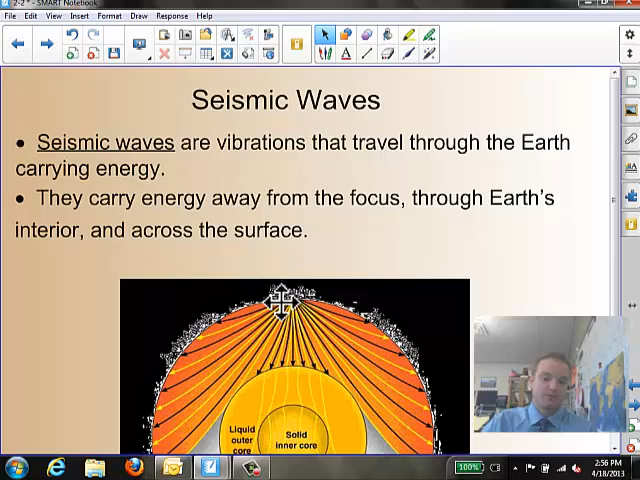 2-2 * - SMART Notebook
File Edit View Insert Format Draw Response Help
Seismic Waves
• Seismic waves are vibrations that travel through the Earth
carrying energy.
• They carry energy away from the focus, through Earth's
interior, and across the surface.
Liquid
outer
core
Solid
inner core
100%
2:56 PM
4/18/2013